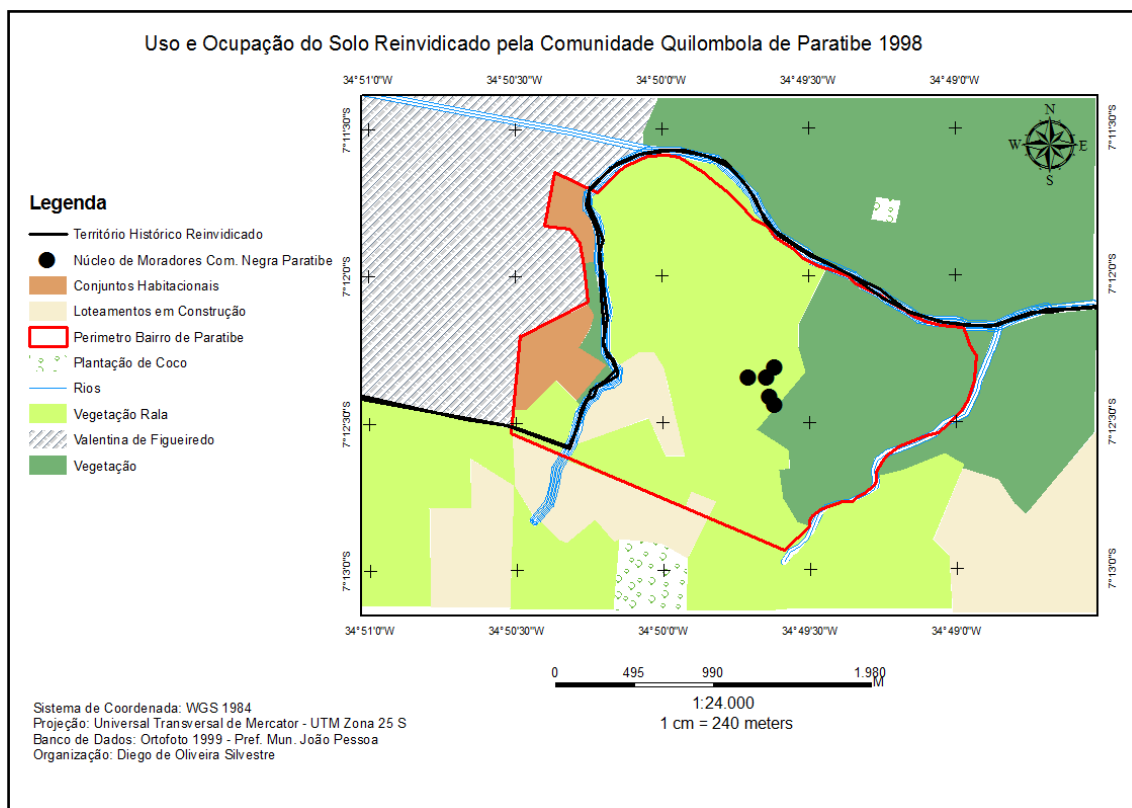 Uso e Ocupação do Solo Reinvidicado pela Comunidade Quilombola de Paratibe 1998
34°51'0"W 34°50'30"W 34°50'0"W 34°49'30"W 34°49'0"W
7°11'30"S 7°11'30"S
N
W E
S
Legenda
Território Histórico Reinvidicado
Núcleo de Moradores Com. Negra Paratibe
Conjuntos Habitacionais
Loteamentos em Construção
Perimetro Bairro de Paratibe
Plantação de Coco
Rios
Vegetação Rala
Valentina de Figueiredo
Vegetação
7°12'0"S 7°12'0"S
7°12'30"S 7°12'30"S
7°13'0"S 7°13'0"S
34°51'0"W 34°50'30"W 34°50'0"W 34°49'30"W 34°49'0"W
0 495 990 1.980
M
1:24.000
1 cm = 240 meters
Sistema de Coordenada: WGS 1984
Projeção: Universal Transversal de Mercator - UTM Zona 25 S
Banco de Dados: Ortofoto 1999 - Pref. Mun. João Pessoa
Organização: Diego de Oliveira Silvestre